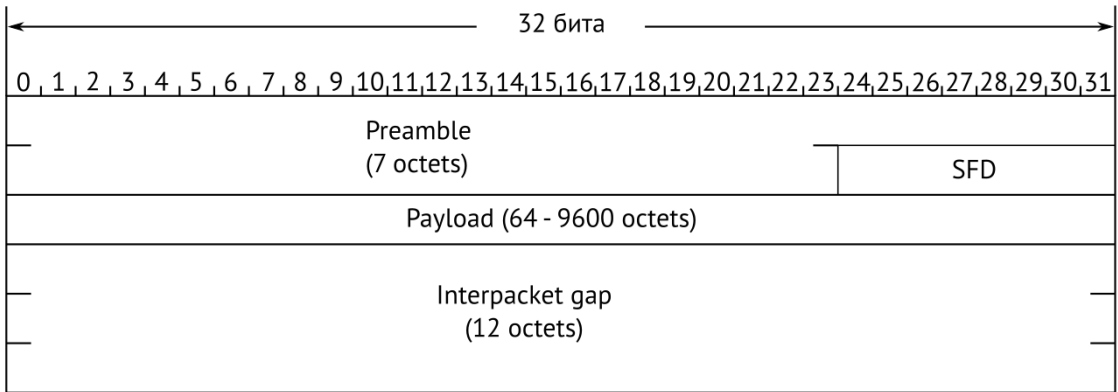 32 бита
0 1 2 3 4 5 6 7 8 9 10 11 12 13 14 15 16 17 18 19 20 21 22 23 24 25 26 27 28 29 30 31
Preamble
(7 octets)
SFD
Payload (64 - 9600 octets)
Interpacket gap
(12 octets)